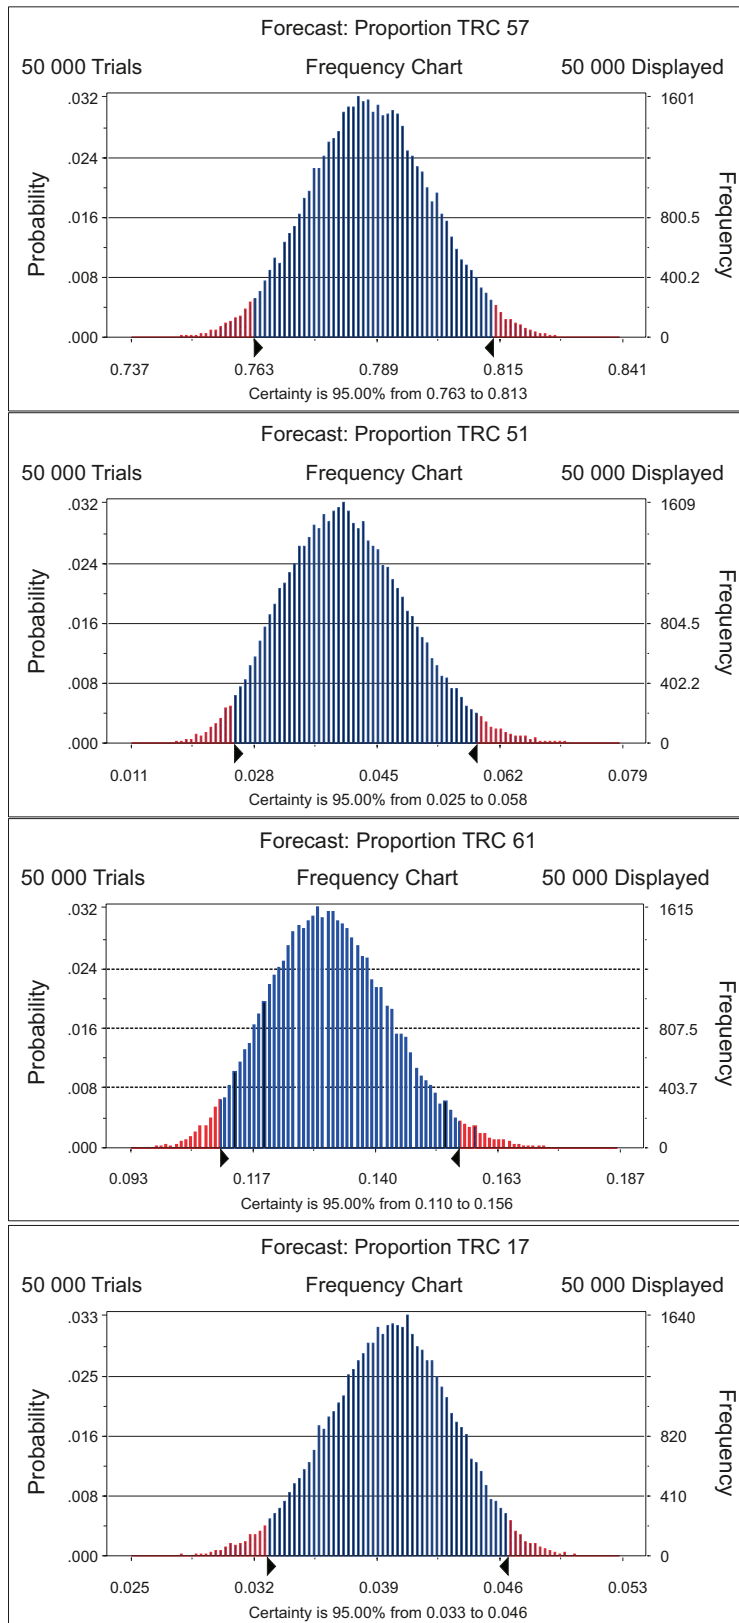 Forecast: Proportion TRC 57
50 000 Trials Frequency Chart 50 000 Displayed
.032 1601
.024
.016 800.5
.008 400.2
.000 0
Probability
Frequency
0.737 0.763 0.789 0.815 0.841
Certainty is 95.00% from 0.763 to 0.813
Forecast: Proportion TRC 51
50 000 Trials Frequency Chart 50 000 Displayed
.032 1609
.024
.016 804.5
.008 402.2
.000 0
Probability
Frequency
0.011 0.028 0.045 0.062 0.079
Certainty is 95.00% from 0.025 to 0.058
Forecast: Proportion TRC 61
50 000 Trials Frequency Chart 50 000 Displayed
.032 1615
.024
.016 807.5
.008 403.7
.000 0
Probability
Frequency
0.093 0.117 0.140 0.163 0.187
Certainty is 95.00% from 0.110 to 0.156
Forecast: Proportion TRC 17
50 000 Trials Frequency Chart 50 000 Displayed
.033 1640
.025
.016 820
.008 410
.000 0
Probability
Frequency
0.025 0.032 0.039 0.046 0.053
Certainty is 95.00% from 0.033 to 0.046